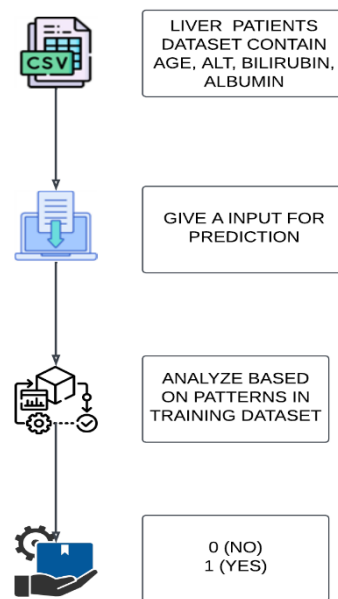 LIVER PATIENTS
DATASET CONTAIN
AGE, ALT, BILIRUBIN,
ALBUMIN
CSV
GIVE A INPUT FOR
PREDICTION
ANALYZE BASED
ON PATTERNS IN
TRAINING DATASET
0 (NO)
1 (YES)